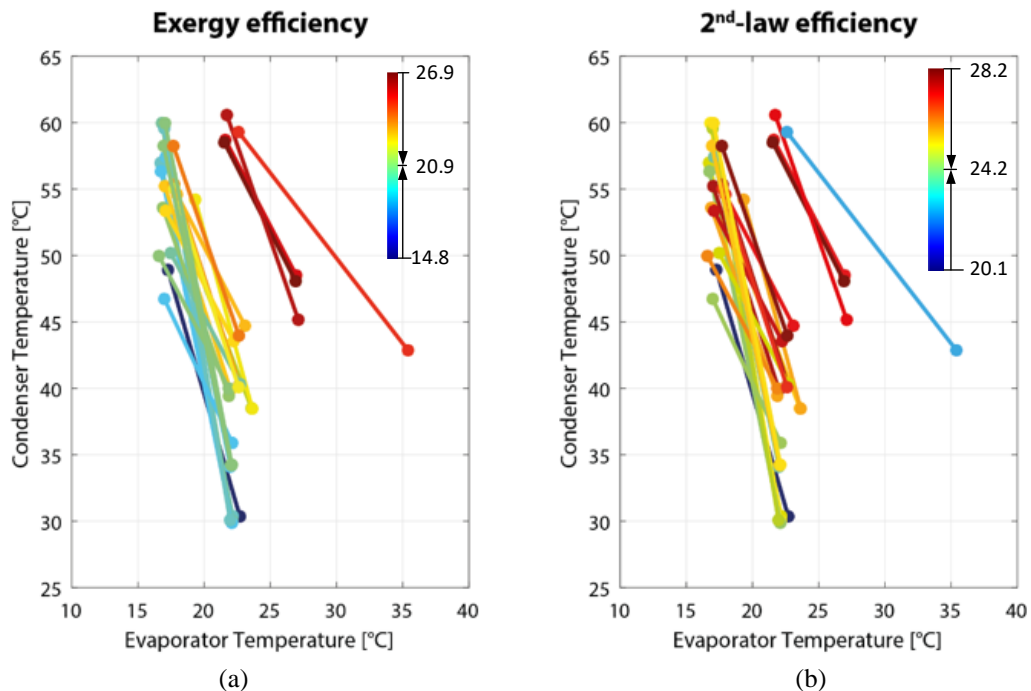 Exergy efficiency
65
60
55
50
45
40
35
30
25
10 15 20 25 30 35 40
Condenser Temperature [°C]
Evaporator Temperature [°C]
26.9
20.9
14.8
(a)
2nd-law efficiency
65
60
55
50
45
40
35
30
25
10 15 20 25 30 35 40
Condenser Temperature [°C]
Evaporator Temperature [°C]
28.2
24.2
20.1
(b)